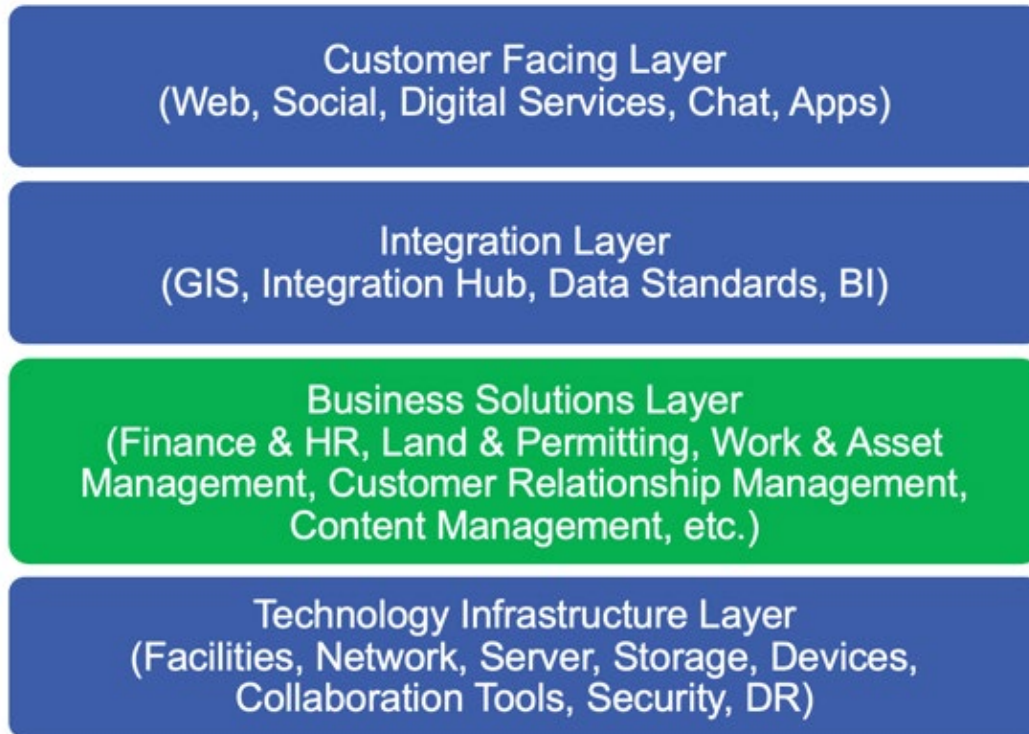 Customer Facing Layer
(Web, Social, Digital Services, Chat, Apps)
Integration Layer
(GIS, Integration Hub, Data Standards, BI)
Business Solutions Layer
(Finance & HR, Land & Permitting, Work & Asset
Management, Customer Relationship Management,
Content Management, etc.)
Technology Infrastructure Layer
(Facilities, Network, Server, Storage, Devices,
Collaboration Tools, Security, DR)